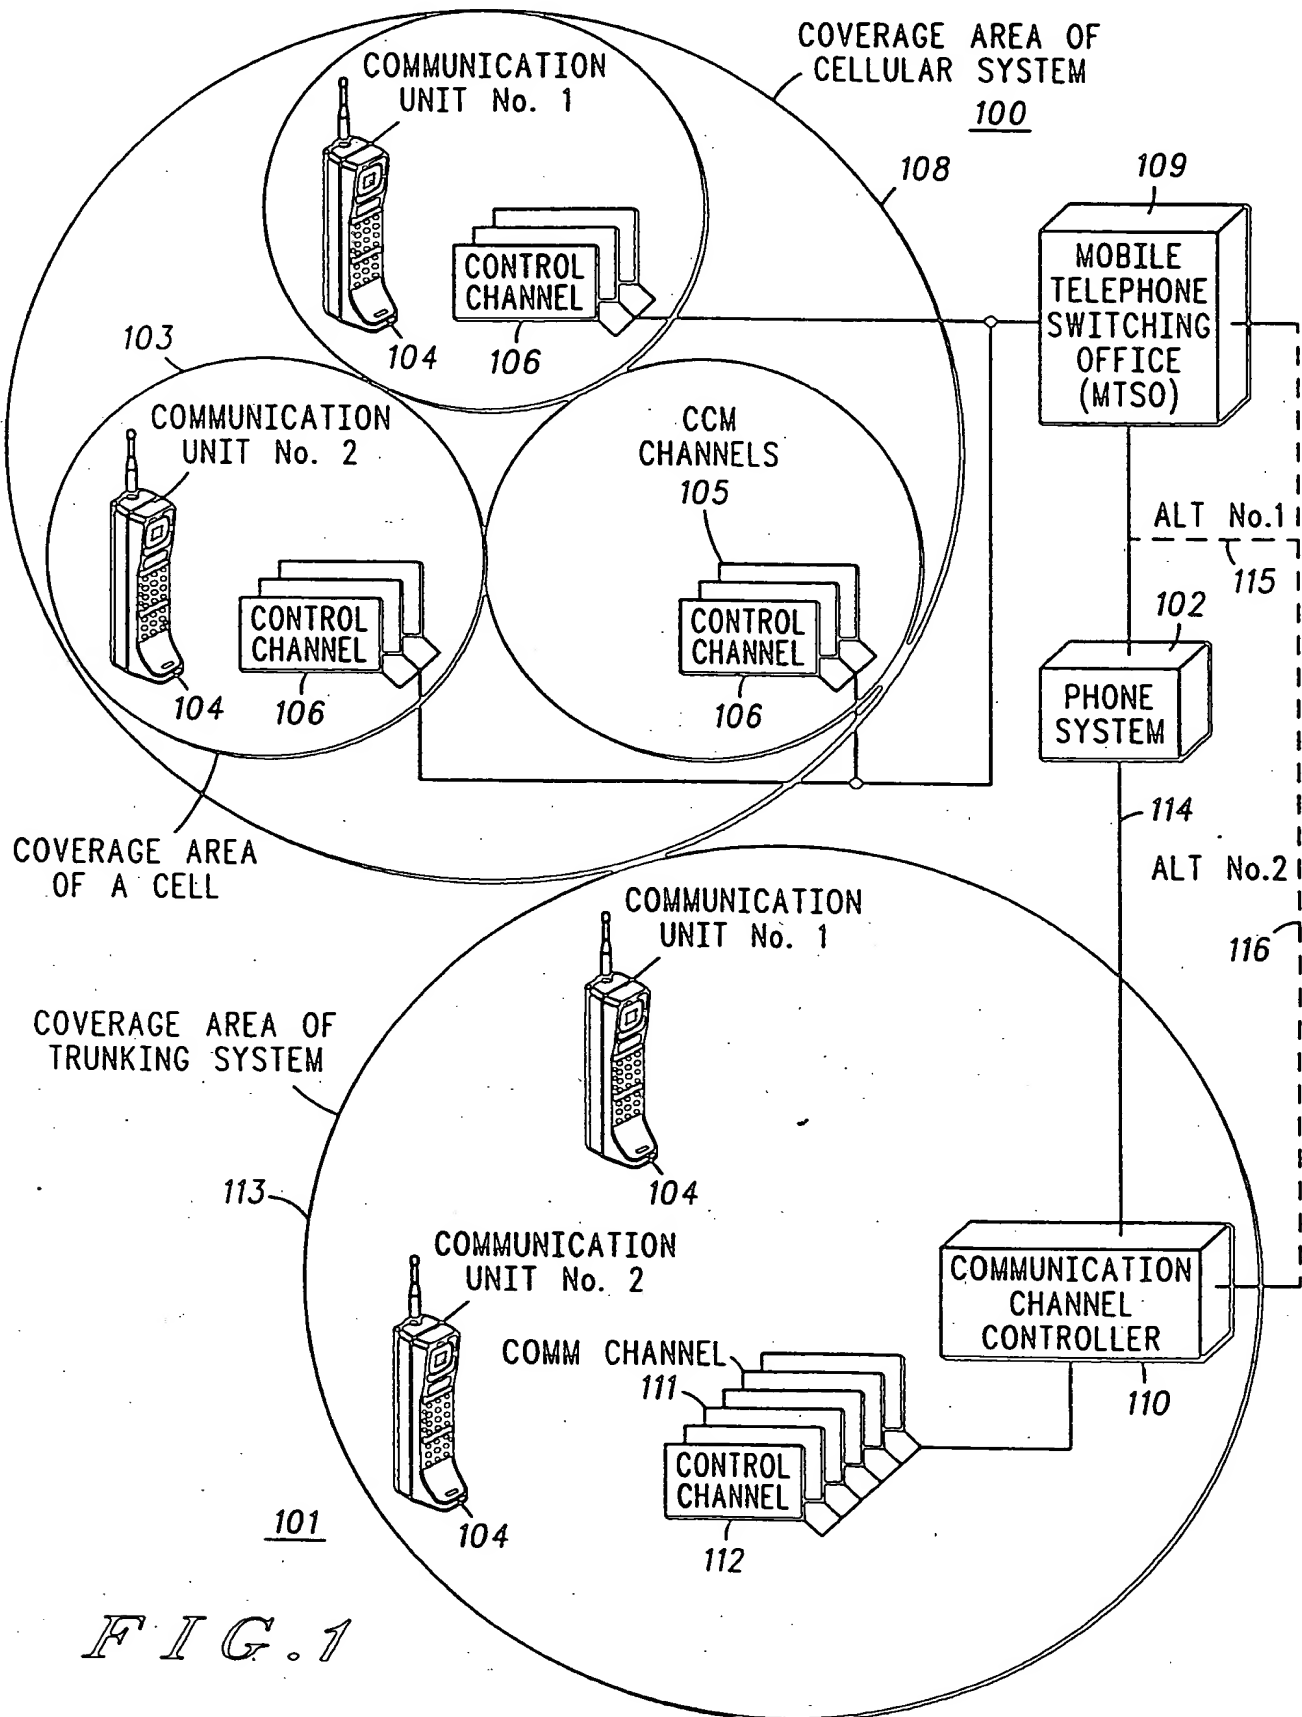 COVERAGE AREA OF
CELLULAR SYSTEM
100
COMMUNICATION
UNIT No. 1
108
109
MOBILE
TELEPHONE
SWITCHING
OFFICE
(MTSO)
CONTROL
CHANNEL
104
106
103
COMMUNICATION
UNIT No. 2
CCM
CHANNELS
105
ALT No.1
115
CONTROL
CHANNEL
104
106
CONTROL
CHANNEL
106
102
PHONE
SYSTEM
114
COVERAGE AREA
OF A CELL
ALT No.2
116
COMMUNICATION
UNIT No. 1
COVERAGE AREA OF
TRUNKING SYSTEM
104
113
COMMUNICATION
UNIT No. 2
COMMUNICATION
CHANNEL
CONTROLLER
110
COMM CHANNEL
111
CONTROL
CHANNEL
112
104
101
FIG.1